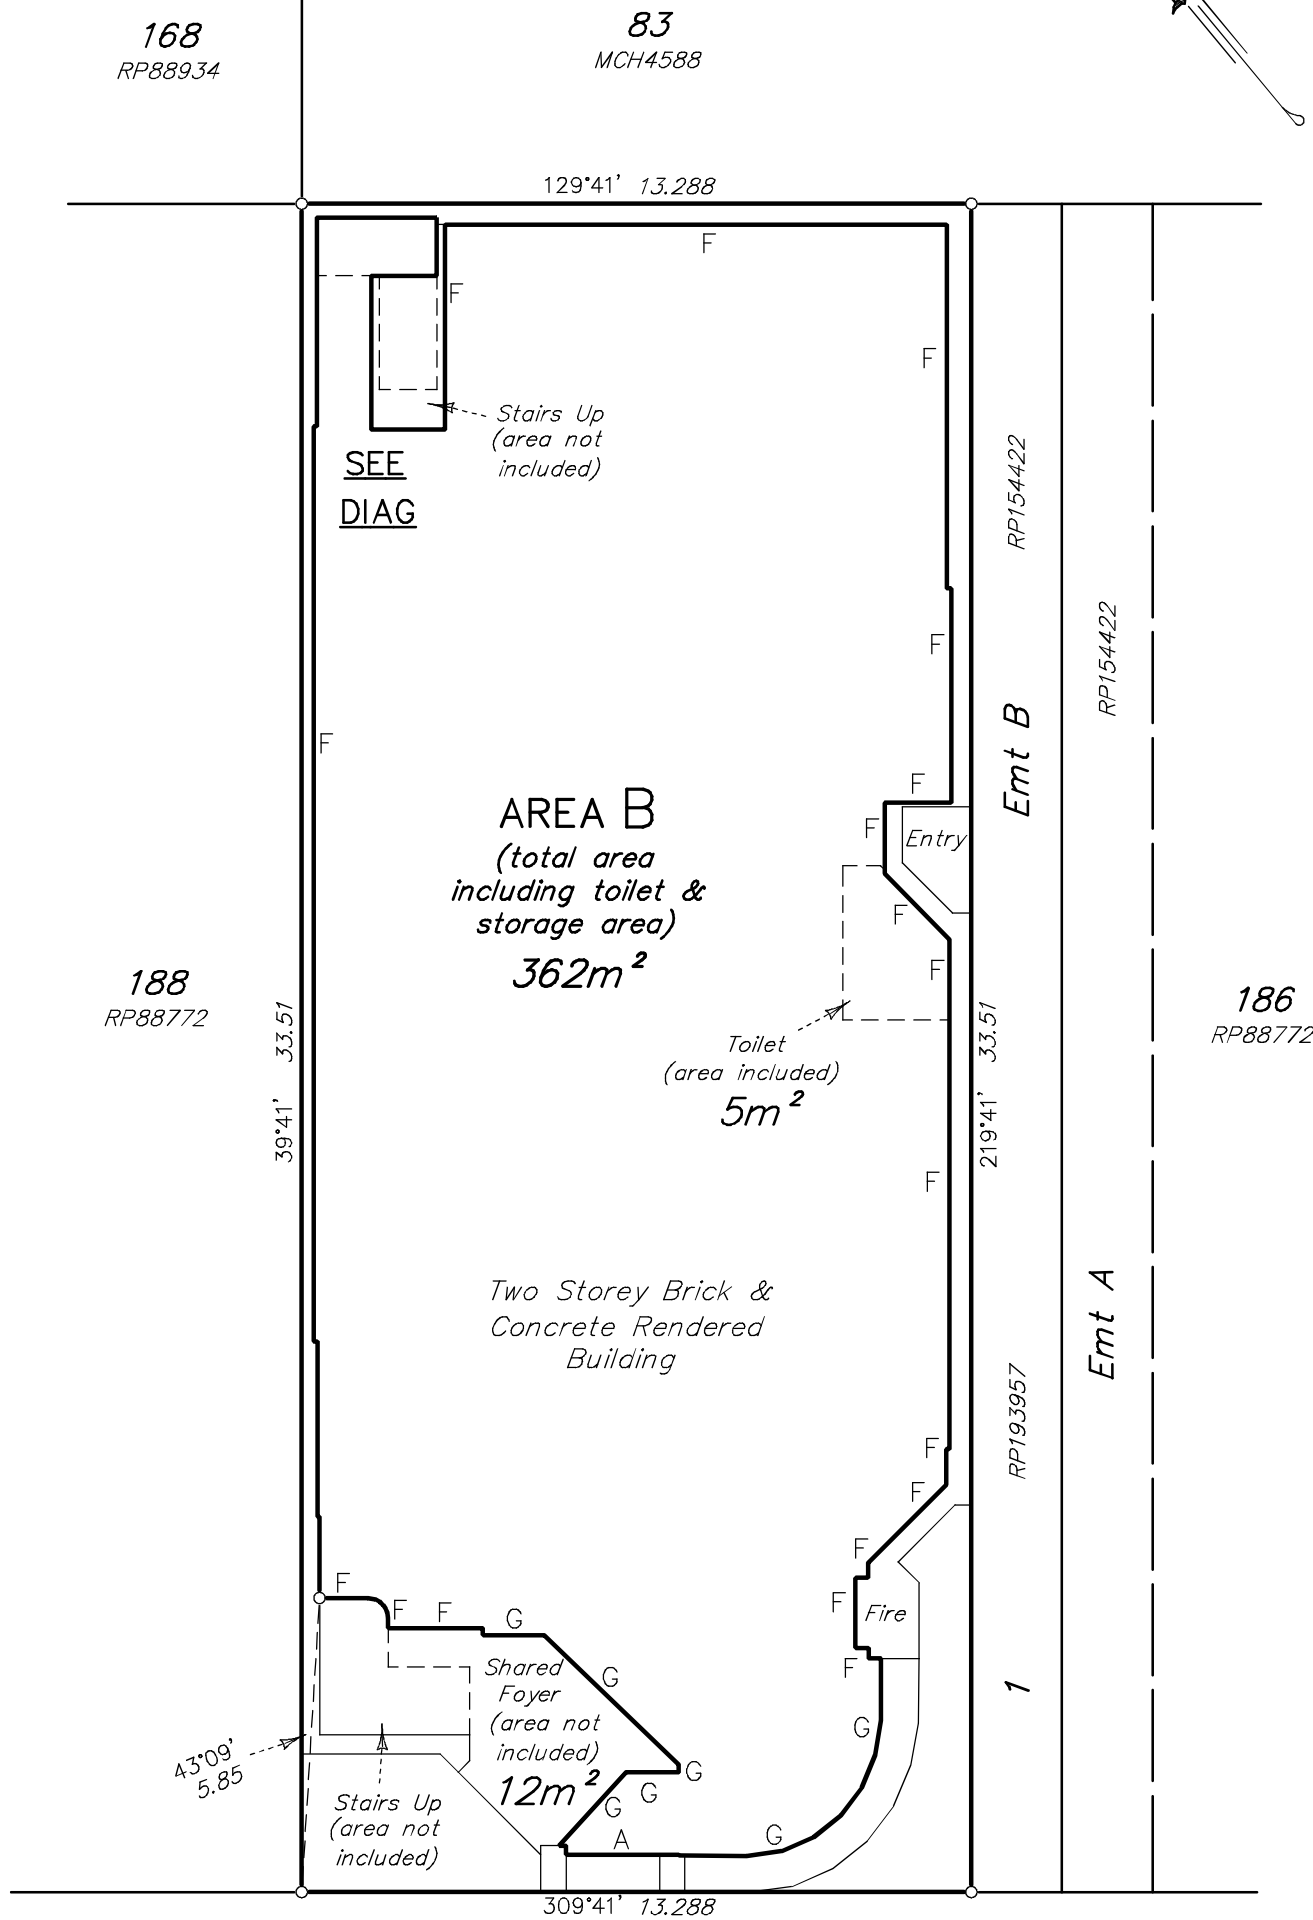 168
RP88934
83
MCH4588
129°41' 13.288
F
F
F
Stairs Up
(area not
included)
SEE
DIAG
RP154422
RP154422
F
F
Emt B
AREA B
(total area
including toilet &
storage area)
362m²
F
F
Entry
F
F
188
RP88772
39°41' 33.51
219°41' 33.51
186
RP88772
Toilet
(area included)
5m²
F
Two Storey Brick &
Concrete Rendered
Building
Emt A
RP193957
F
F
F
F
Fire
F
F
F
F
G
G
Shared
Foyer
(area not
included)
12m²
1
G
G
G
G
43°09'
5.85
Stairs Up
(area not
included)
A
G
309°41' 13.288